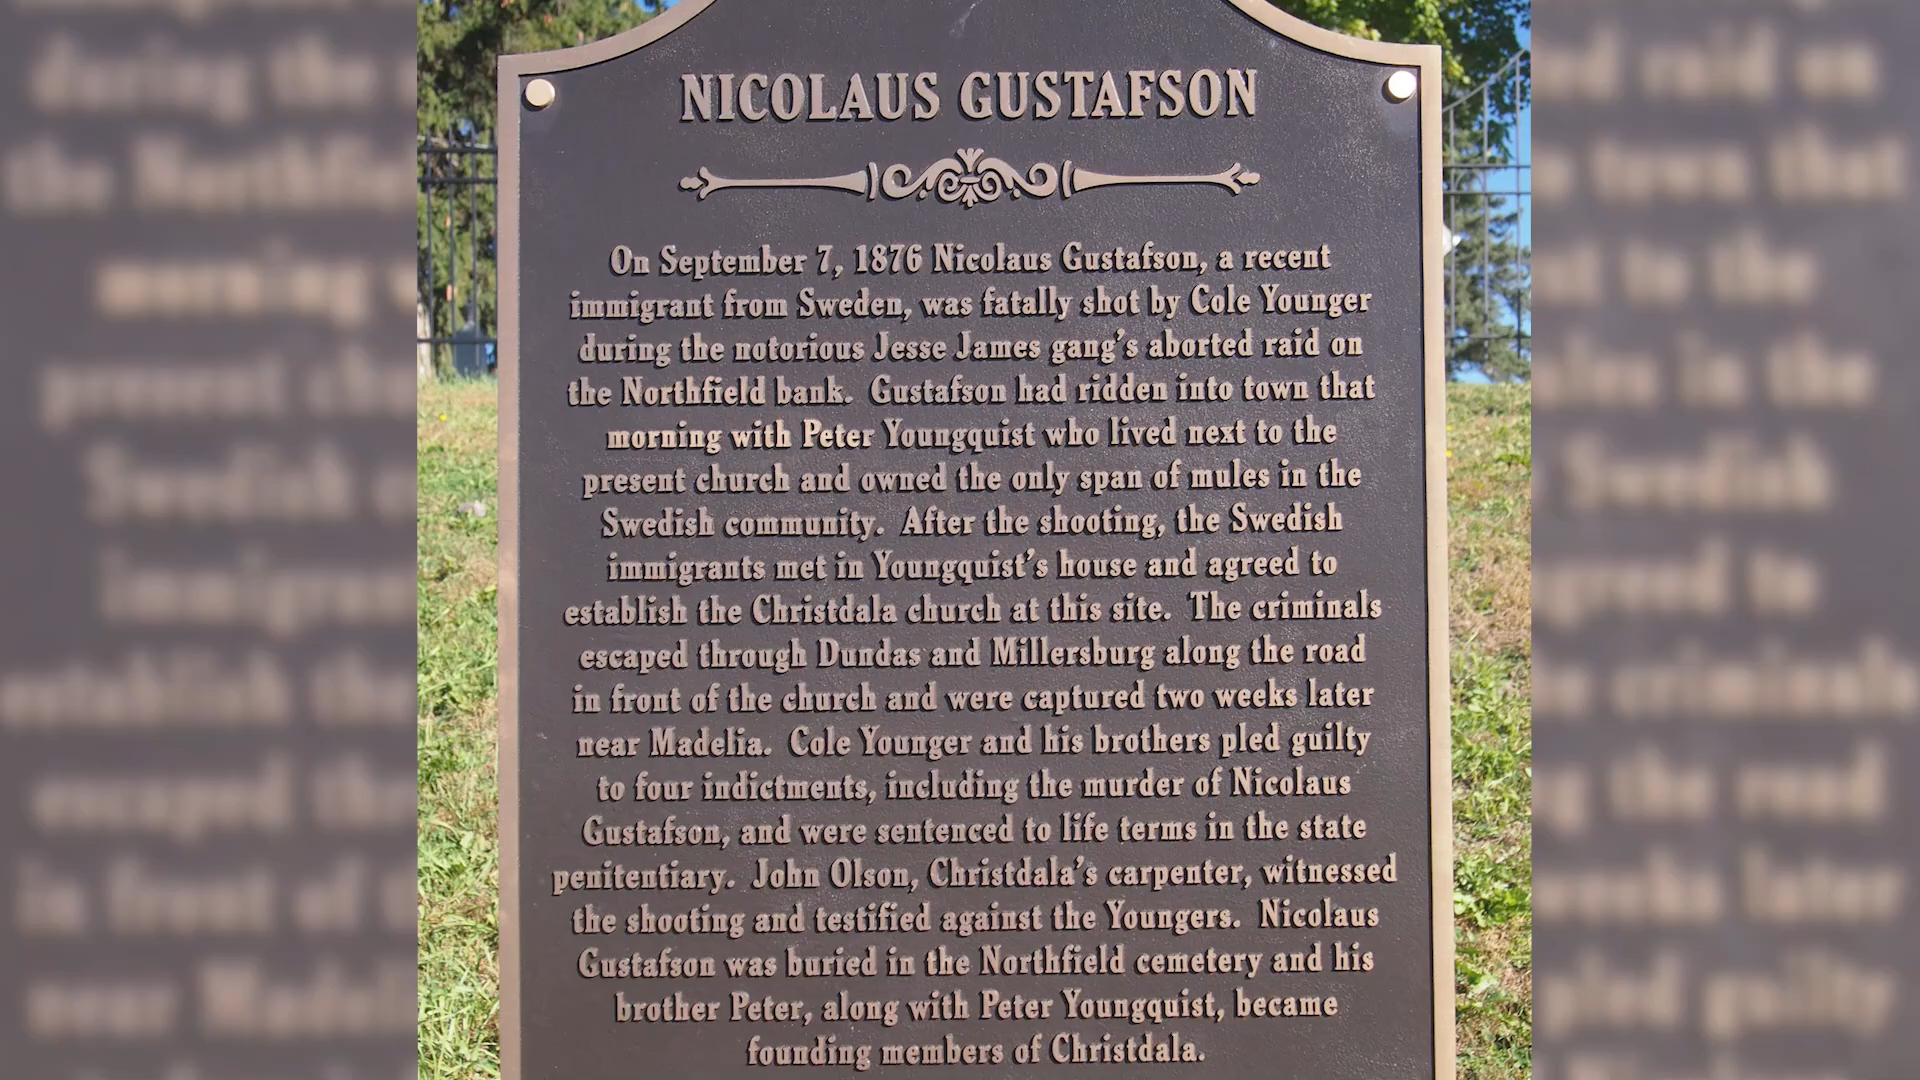 NICOLAUS GUSTAFSON
On September 7, 1876 Nicolaus Gustafson, a recent
immigrant from Sweden, was fatally shot by Cole Younger
during the notorious Jesse James gang's aborted raid on
the Northfield bank. Gustafson had ridden into town that
morning with Peter Youngquist who lived next to the
present church and owned the only span of mules in the
Swedish community. After the shooting, the Swedish
immigrants met in Youngquist's house and agreed to
establish the Christdala church at this site. The criminals
escaped through Dundas and Millersburg along the road
in front of the church and were captured two weeks later
near Madelia. Cole Younger and his brothers pled guilty
to four indictments, including the murder of Nicolaus
Gustafson, and were sentenced to life terms in the state
penitentiary. John Olson, Christdala's carpenter, witnessed
the shooting and testified against the Youngers. Nicolaus
Gustafson was buried in the Northfield cemetery and his
brother Peter, along with Peter Youngquist, became
founding members of Christdala.